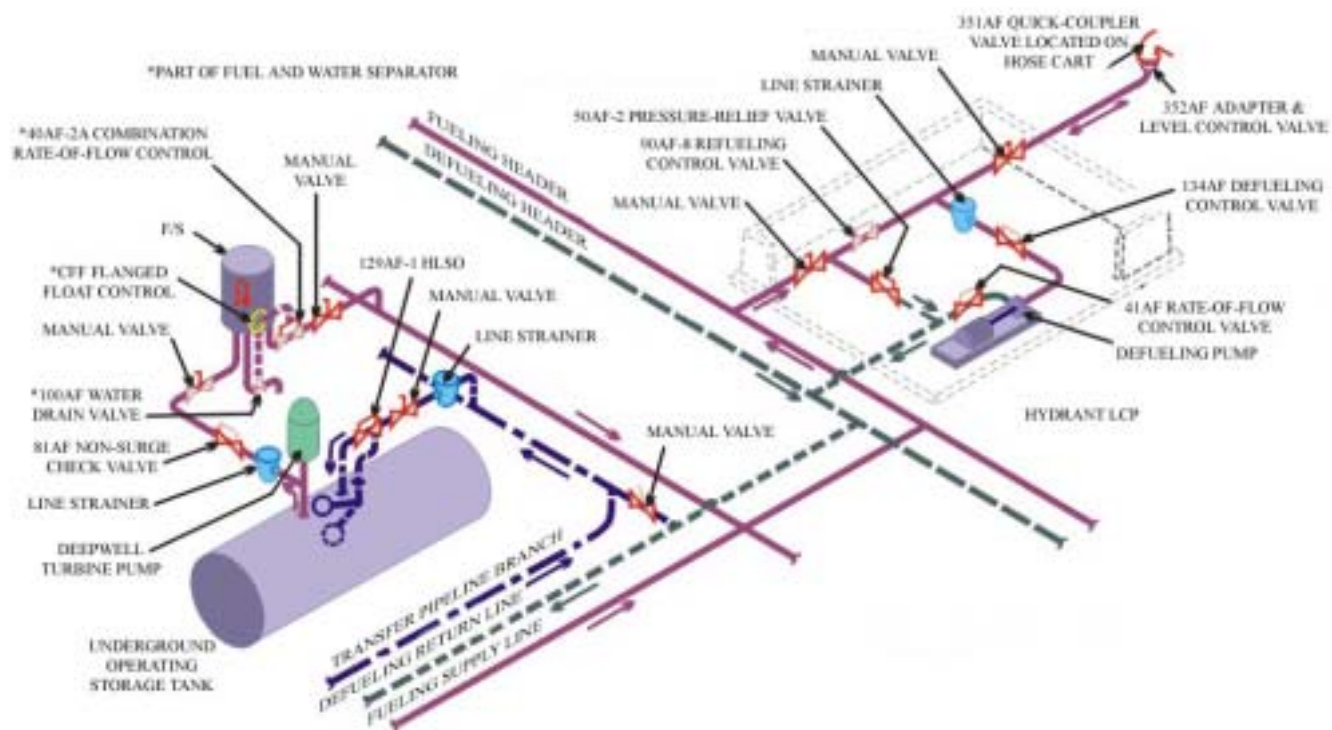 351AF QUICK-COUPLER
VALVE LOCATED ON
HOSE CART
MANUAL VALVE
*PART OF FUEL AND WATER SEPARATOR
LINE STRAINER
352AF ADAPTER &
LEVEL CONTROL VALVE
50AF-2 PRESSURE-RELIEF VALVE
*40AF-2A COMBINATION
RATE-OF-FLOW CONTROL
90AF-8 REFUELING
CONTROL VALVE
MANUAL
VALVE
FUELING HEADER
DEFUELING HEADER
MANUAL VALVE
134AF DEFUELING
CONTROL VALVE
F/S
*CFF FLANGED
FLOAT CONTROL
129AF-1 HLSO
MANUAL VALVE
MANUAL VALVE
LINE STRAINER
41AF RATE-OF-FLOW
CONTROL VALVE
DEFUELING PUMP
*100AF WATER
DRAIN VALVE
HYDRANT LCP
81AF NON-SURGE
CHECK VALVE
MANUAL VALVE
LINE STRAINER
DEEPWELL
TURBINE PUMP
UNDERGROUND
OPERATING
STORAGE TANK
TRANSFER PIPELINE BRANCH
DEFUELING RETURN LINE
FUELING SUPPLY LINE